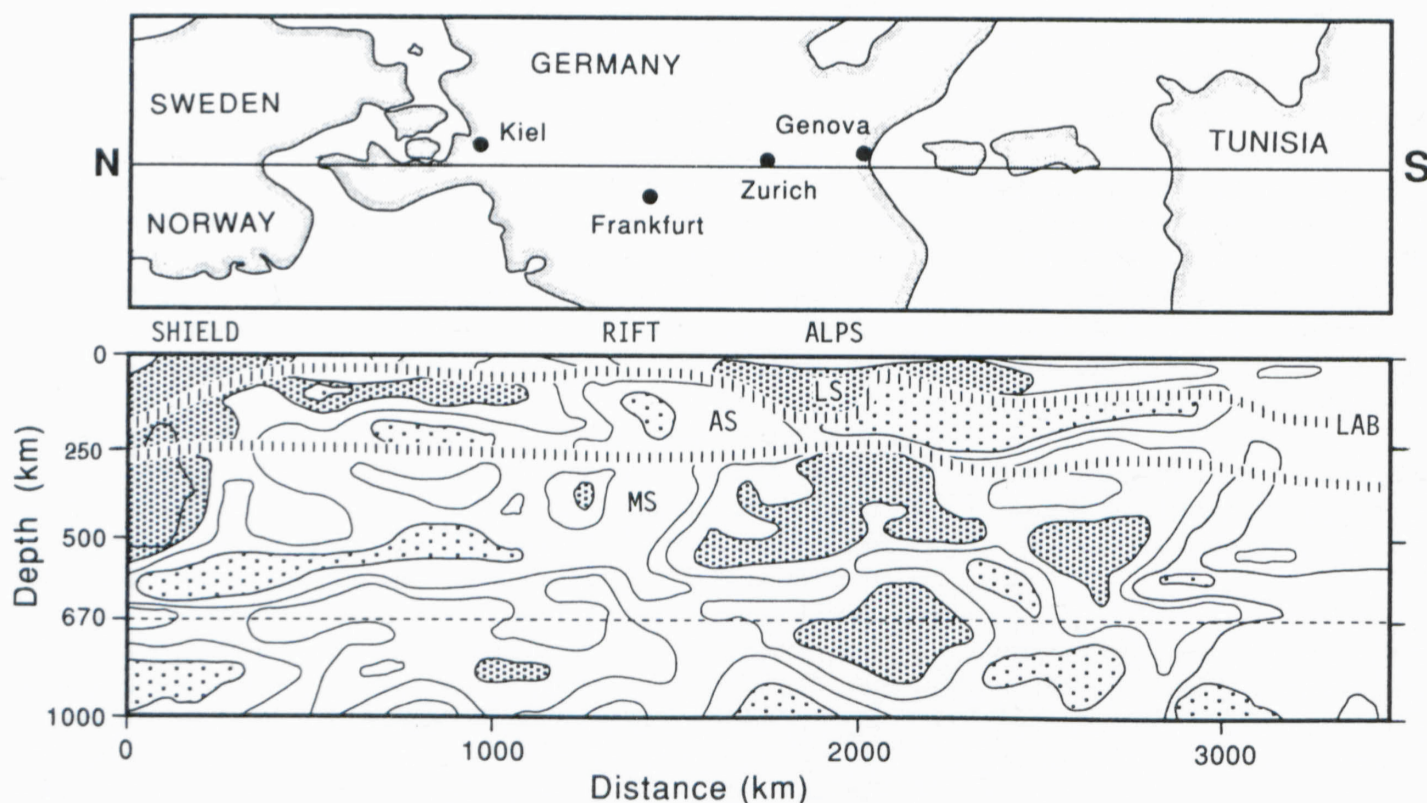 GERMANY
SWEDEN
Kiel
Genova
TUNISIA
N
S
Zurich
NORWAY
Frankfurt
SHIELD RIFT ALPS
0
LS
AS
LAB
250
MS
500
670
1000
0 1000 2000 3000
Depth (km)
Distance (km)